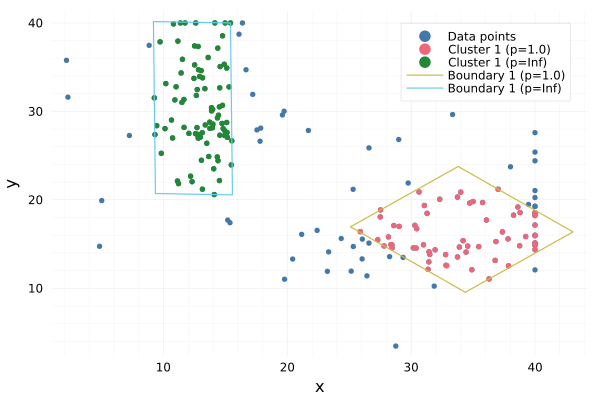 40
30
20
10
y
10
20
30
40
x
Data points
Cluster 1 (p=1.0)
Cluster 1 (p=Inf)
Boundary 1 (p=1.0)
Boundary 1 (p=Inf)